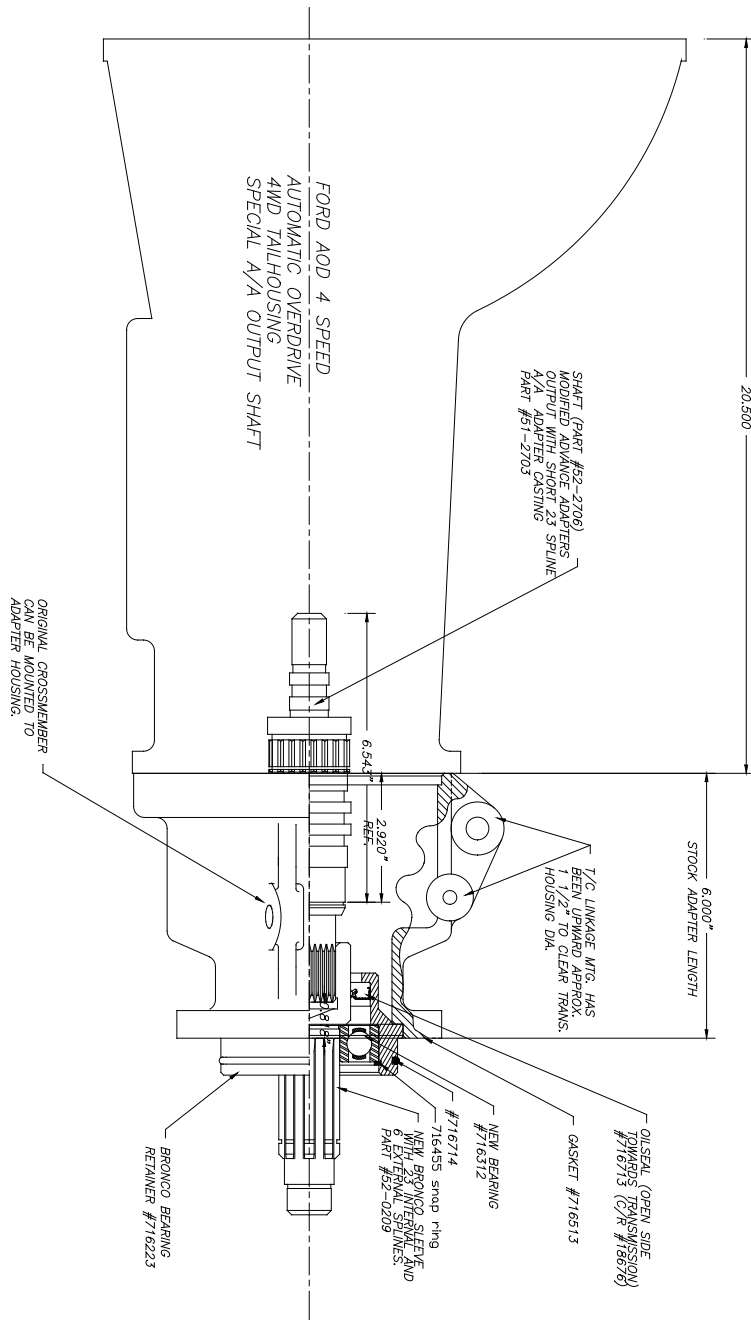 20.500
FORD AOD 4 SPEED
AUTOMATIC OVERDRIVE
4WD TAILHOUSING
SPECIAL A/A OUTPUT SHAFT
SHAFT (PART #52-2706)
MODIFIED ADVANCE ADAPTERS
OUTPUT WITH SHORT 23 SPLINE
A/A ADAPTER CASTING
PART #51-2703
ORIGINAL CROSSMEMBER
CAN BE MOUNTED TO
ADAPTER HOUSING.
6.543"
REF.
2.920"
6.000"
STOCK ADAPTER LENGTH
T/C LINKAGE MTG. HAS
BEEN UPWARD APPROX.
1 1/2" TO CLEAR TRANS.
HOUSING DIA.
0.818"
OILSEAL (OPEN SIDE
TOWARDS TRANSMISSION)
#716713 (C/R #18676)
GASKET #716513
NEW BEARING
#716312
#716714
716455 snap ring
NEW BRONCO SLEEVE
WITH 23 INTERNAL AND
6 EXTERNAL SPLINES.
PART #52-0209
BRONCO BEARING
RETAINER #716223